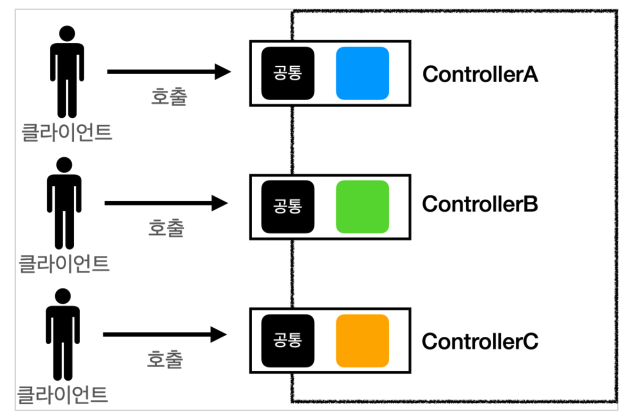 공통
ControllerA
호출
클라이언트
공통
ControllerB
호출
클라이언트
공통
ControllerC
호출
클라이언트